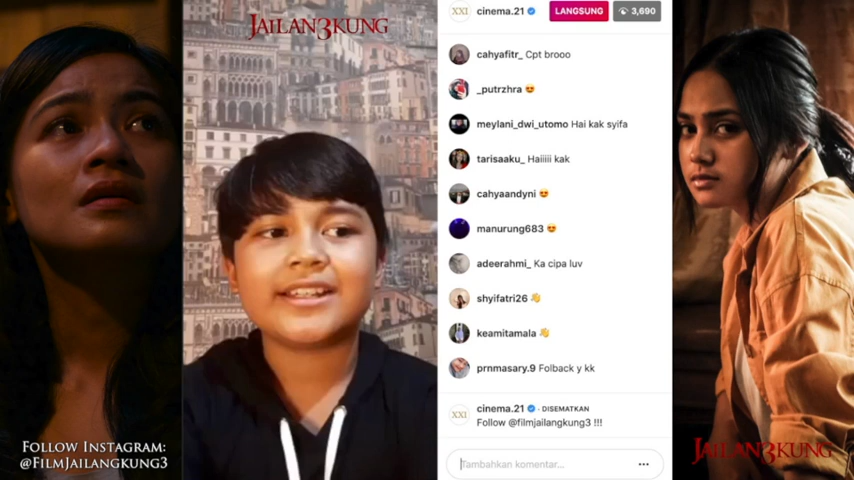 JAILAN3KUNG
XXI cinema.21 LANGSUNG 3,690
cahyafitr_ Cpt brooo
_putrzhra 😍
meylani_dwi_utomo Hai kak syifa
tarisaaku_ Haiiiii kak
cahyaandyni 😍
manurung683 😍
adeerahmi_ Ka cipa luv
shyifatri26 👋
keamitamala 👋
prnmasary.9 Folback y kk
XXI cinema.21 · DISEMATKAN
Follow @filmjailangkung3 !!!
Tambahkan komentar... •••
FOLLOW INSTAGRAM:
@FILMJAILANGKUNG3
JAILAN3KUNG